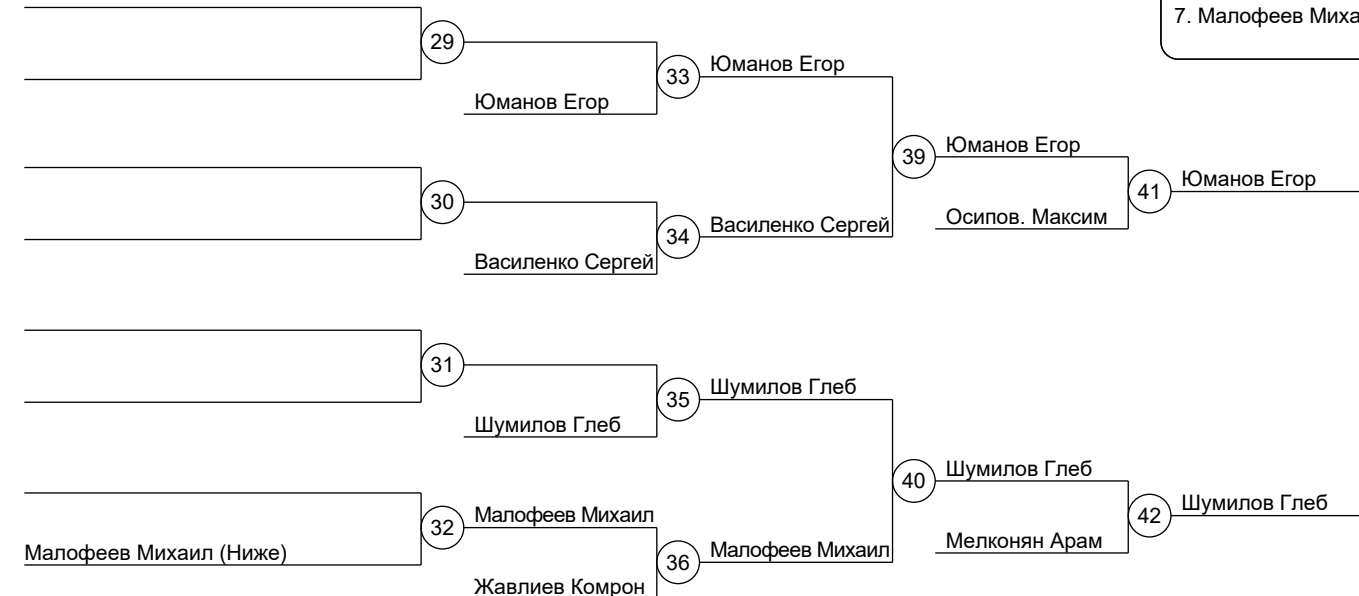 7. Малофеев Миха
29
33
Юманов Егор
Юманов Егор
39
Юманов Егор
41
Юманов Егор
30
34
Василенко Сергей
Осипов. Максим
Василенко Сергей
31
35
Шумилов Глеб
Шумилов Глеб
40
Шумилов Глеб
42
Шумилов Глеб
32
Малофеев Михаил
Малофеев Михаил (Ниже)
36
Малофеев Михаил
Мелконян Арам
Жавлиев Комрон